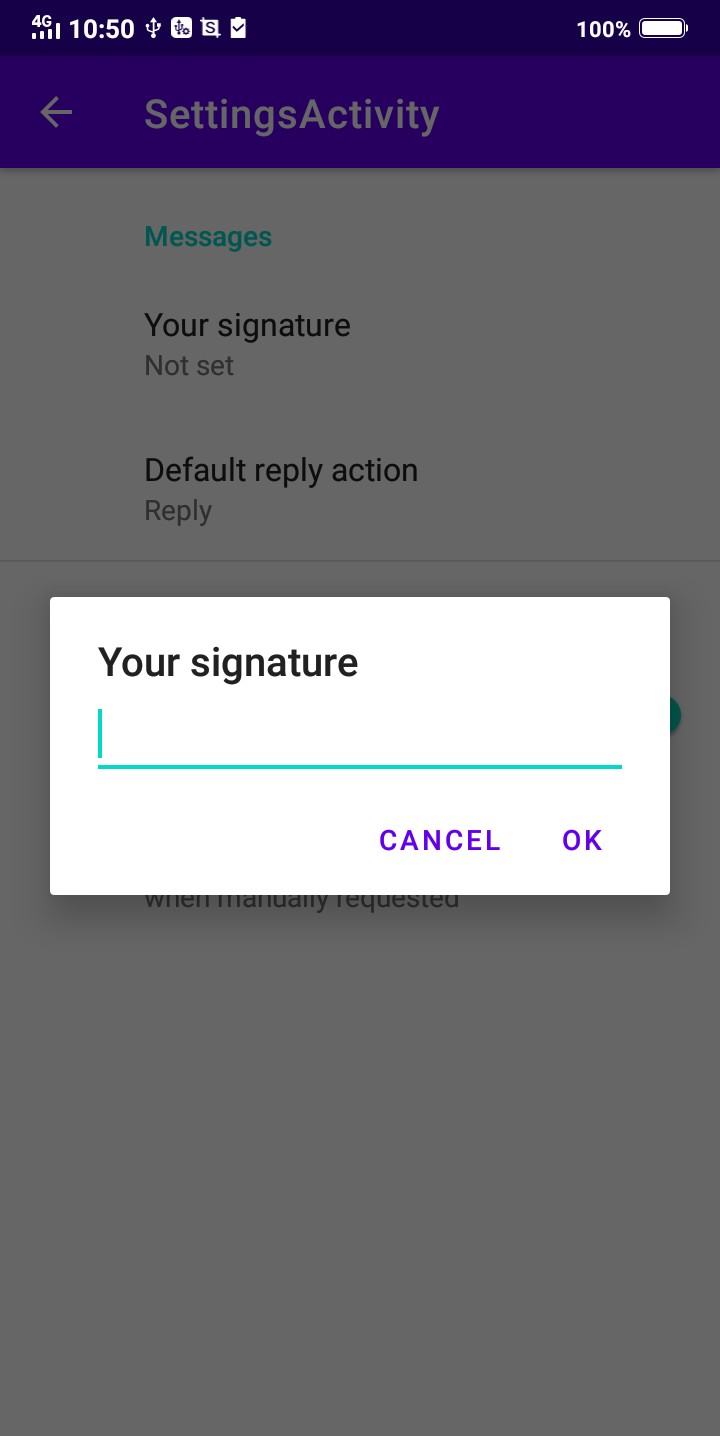 4G 10:50 100%
SettingsActivity
Messages
Your signature
Not set
Default reply action
Reply
Your signature
CANCEL OK
when manually requested